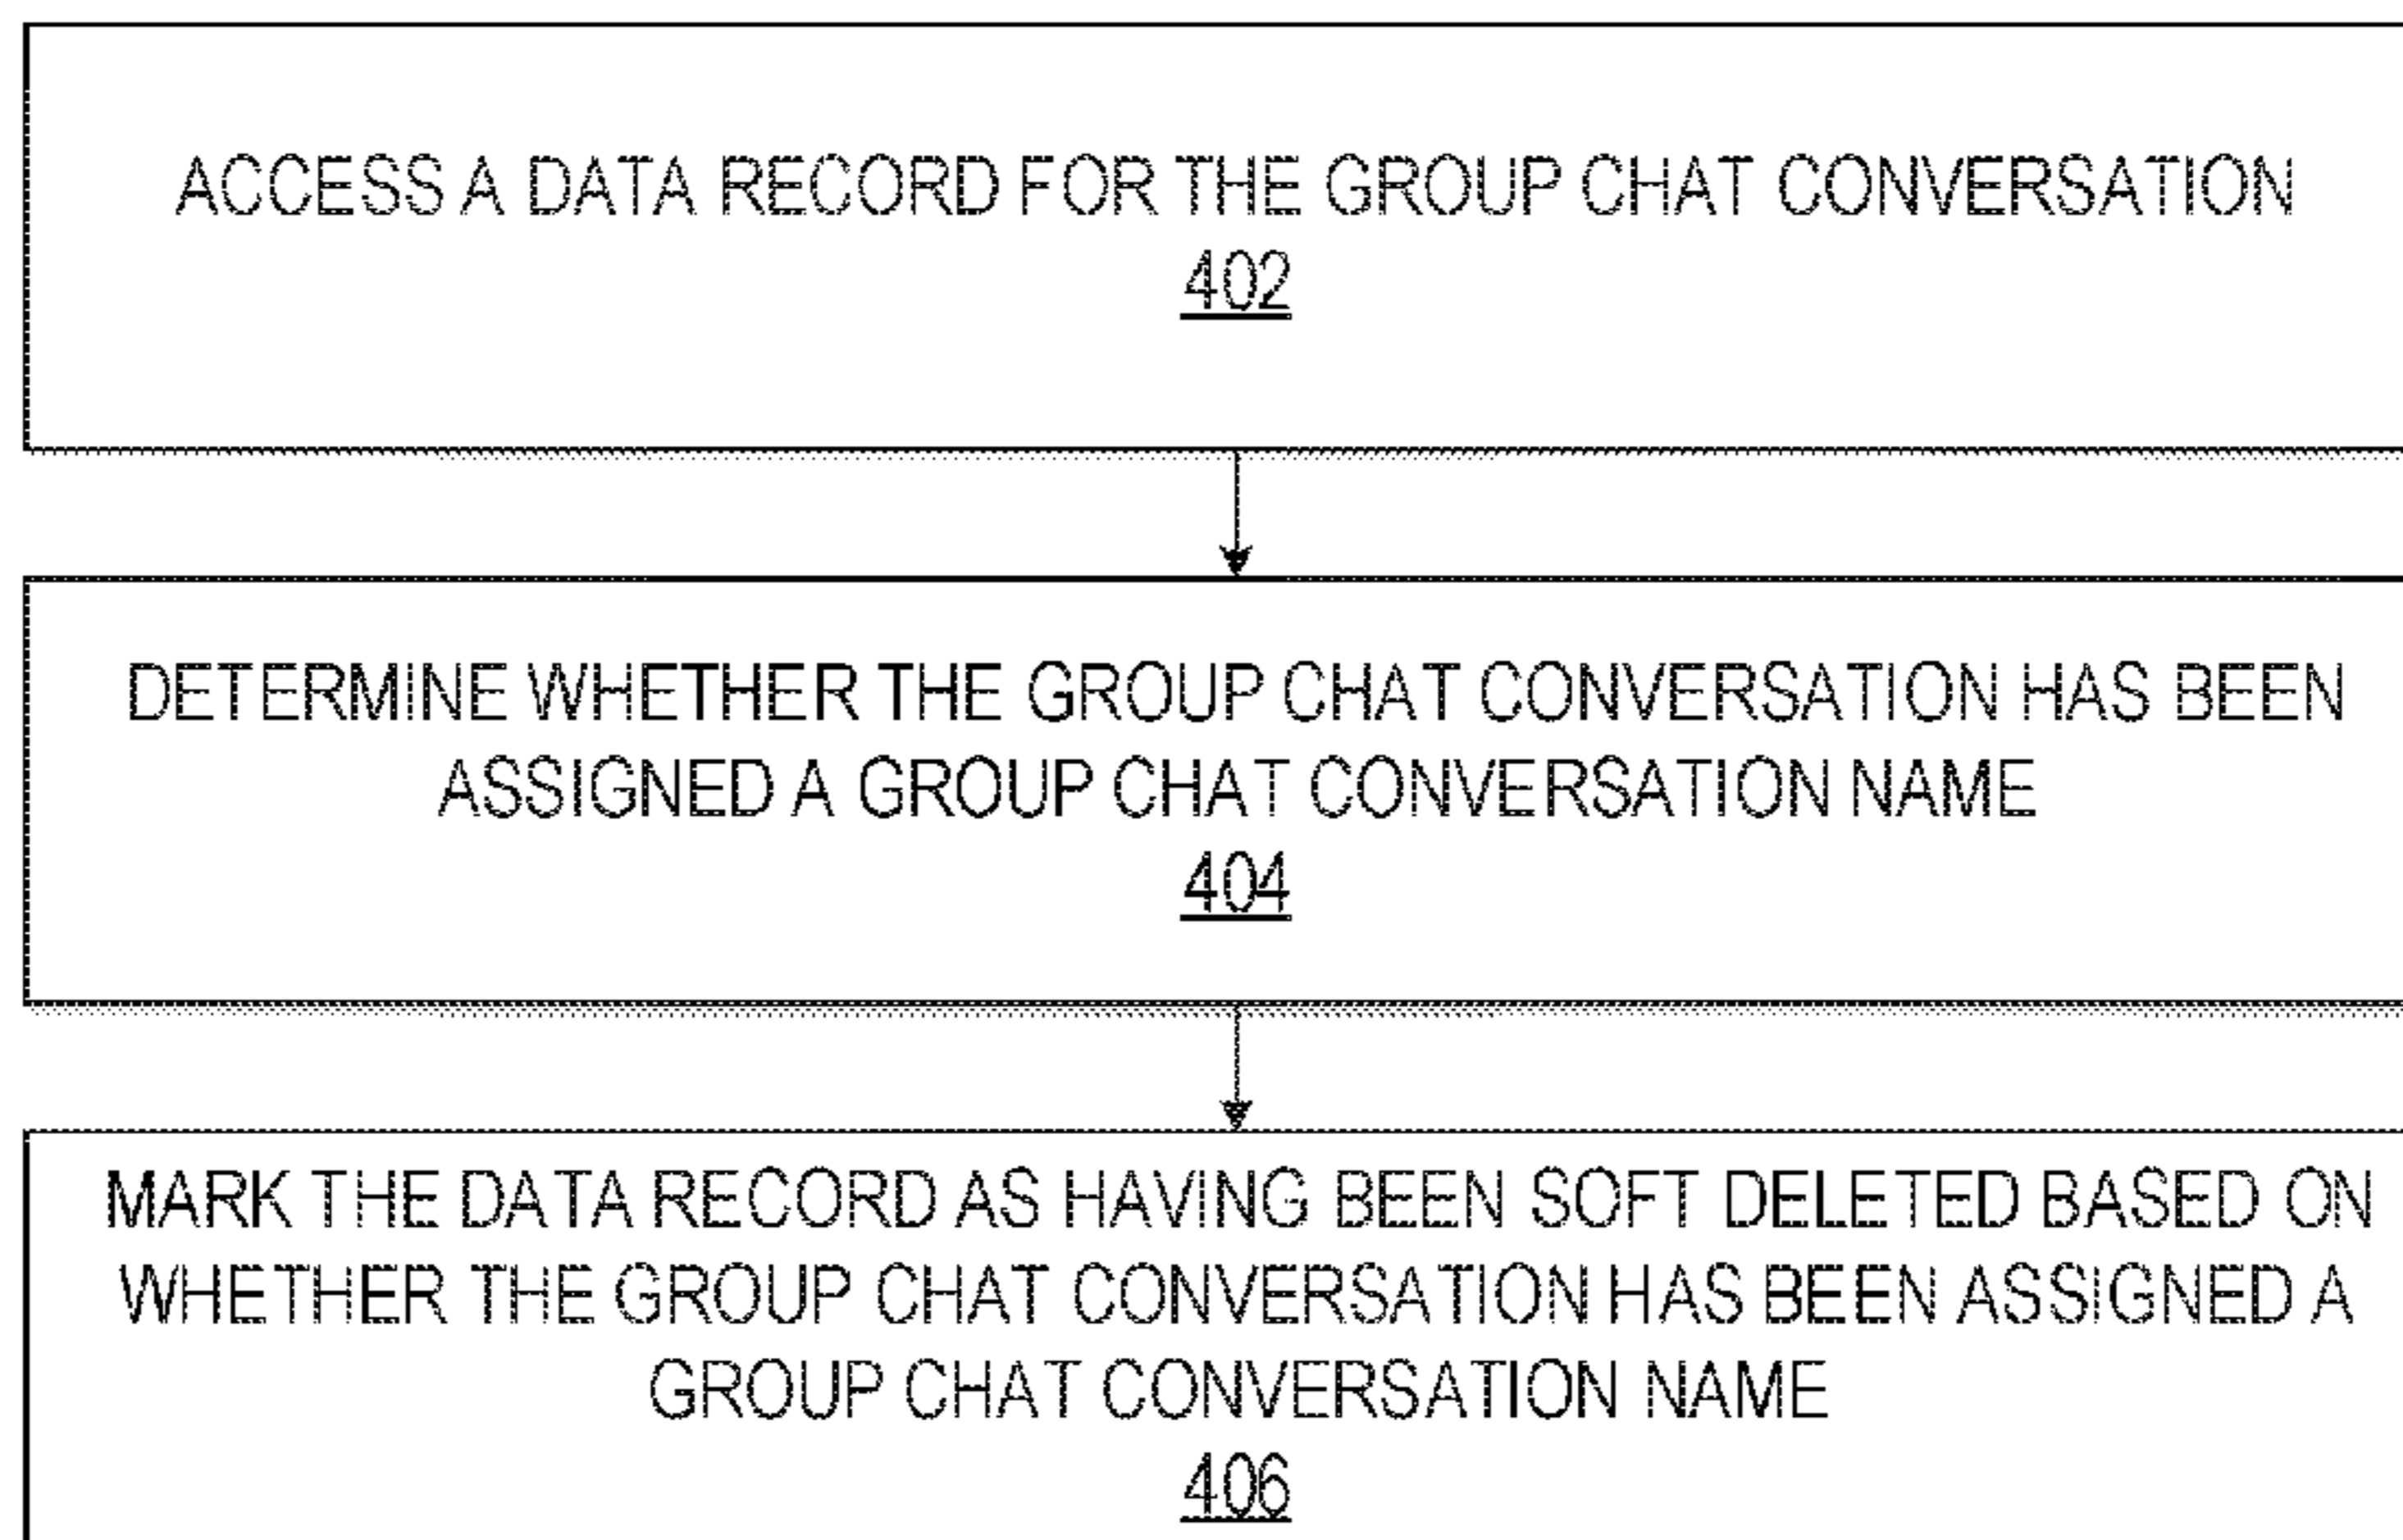 ACCESS A DATA RECORD FOR THE GROUP CHAT CONVERSATION
402
DETERMINE WHETHER THE GROUP CHAT CONVERSATION HAS BEEN
ASSIGNED A GROUP CHAT CONVERSATION NAME
404
MARK THE DATA RECORD AS HAVING BEEN SOFT DELETED BASED ON
WHETHER THE GROUP CHAT CONVERSATION HAS BEEN ASSIGNED A
GROUP CHAT CONVERSATION NAME
406